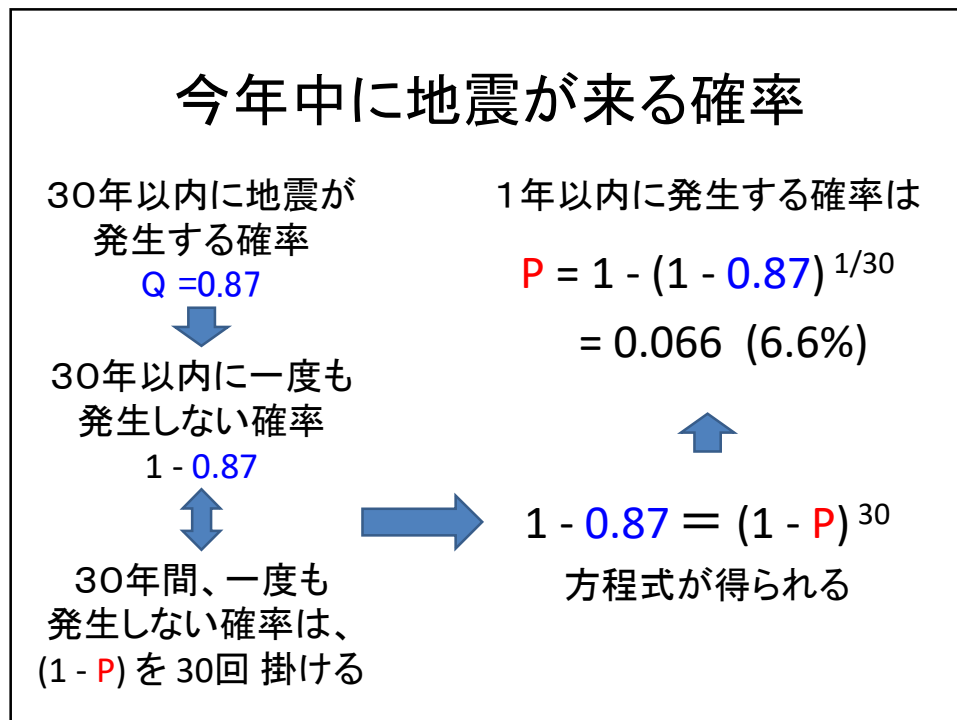 今年中に地震が来る確率
３０年以内に地震が
発生する確率
Q =0.87
３０年以内に一度も
発生しない確率
1 - 0.87
３０年間、一度も
発生しない確率は、
(1 - P) を 30回 掛ける
１年以内に発生する確率は
P = 1 - (1 - 0.87) 1/30
= 0.066 (6.6%)
1 - 0.87 ＝ (1 - P) 30
方程式が得られる